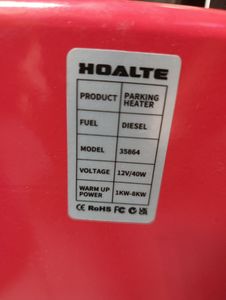 HOALTE
PRODUCT PARKING HEATER
FUEL DIESEL
MODEL 35864
VOLTAGE 12V/40W
WARM UP POWER 1KW-8KW
CE RoHS FC